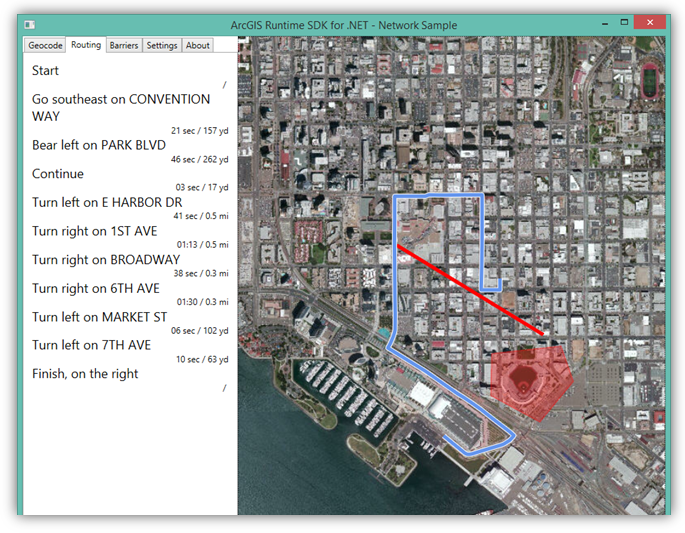 ArcGIS Runtime SDK for .NET - Network Sample
Geocode Routing Barriers Settings About
Start
/
Go southeast on CONVENTION
WAY
21 sec / 157 yd
Bear left on PARK BLVD
46 sec / 262 yd
Continue
03 sec / 17 yd
Turn left on E HARBOR DR
41 sec / 0.5 mi
Turn right on 1ST AVE
01:13 / 0.5 mi
Turn right on BROADWAY
38 sec / 0.3 mi
Turn right on 6TH AVE
01:30 / 0.3 mi
Turn left on MARKET ST
06 sec / 102 yd
Turn left on 7TH AVE
10 sec / 63 yd
Finish, on the right
/